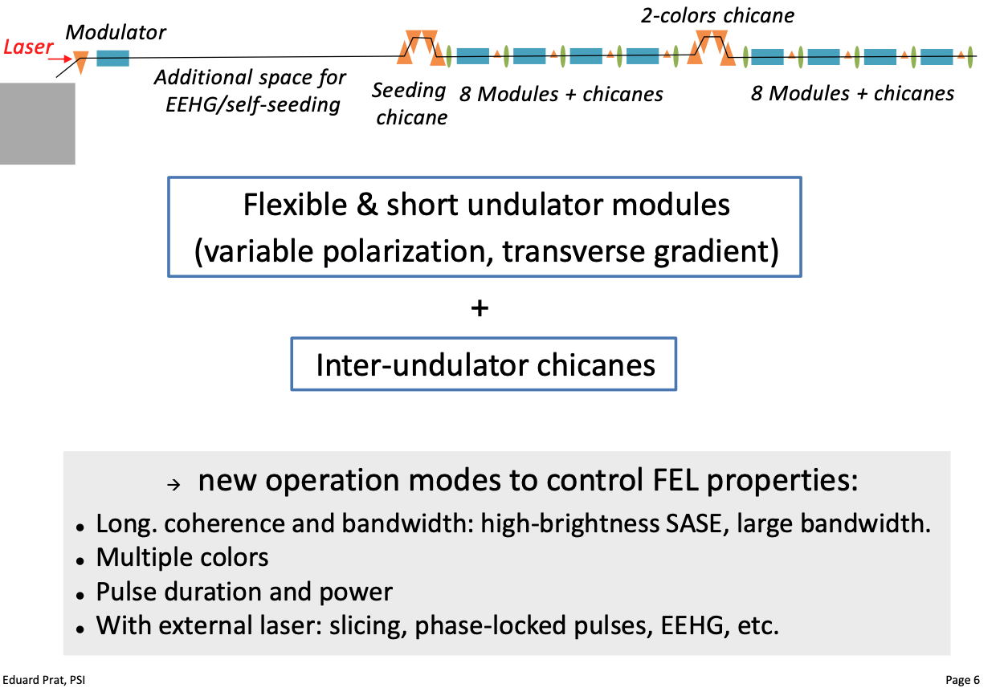 2-colors chicane
Modulator
Laser
Additional space for
EEHG/self-seeding
Seeding
chicane
8 Modules + chicanes
8 Modules + chicanes
Flexible & short undulator modules
(variable polarization, transverse gradient)
+
Inter-undulator chicanes
→ new operation modes to control FEL properties:
• Long. coherence and bandwidth: high-brightness SASE, large bandwidth.
• Multiple colors
• Pulse duration and power
• With external laser: slicing, phase-locked pulses, EEHG, etc.
Eduard Prat, PSI
Page 6